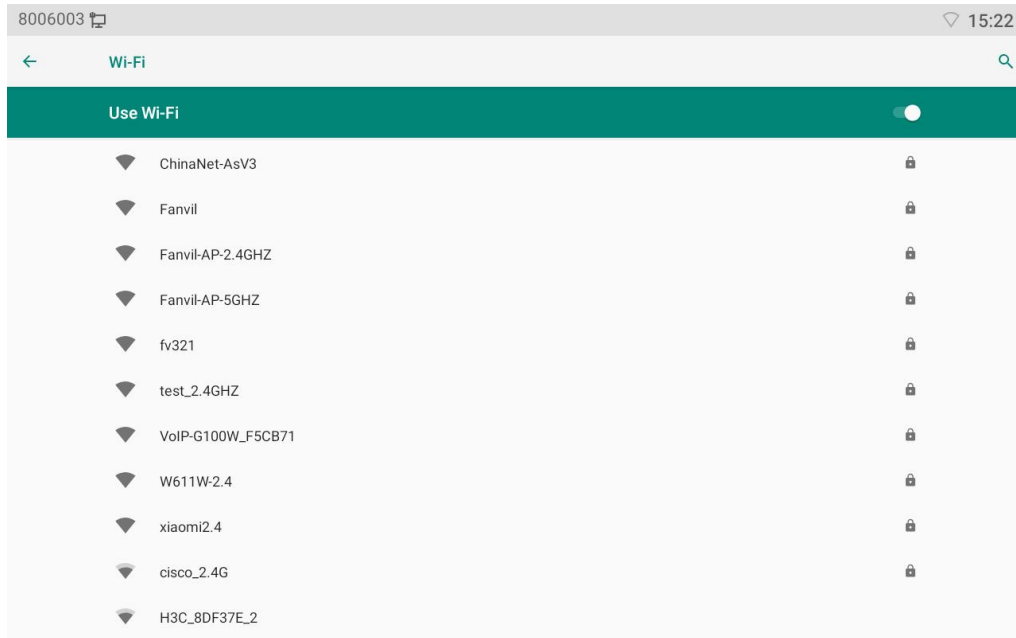 8006003 15:22
Wi-Fi
Use Wi-Fi
ChinaNet-AsV3
Fanvil
Fanvil-AP-2.4GHZ
Fanvil-AP-5GHZ
fv321
test_2.4GHZ
VoIP-G100W_F5CB71
W611W-2.4
xiaomi2.4
cisco_2.4G
H3C_8DF37E_2